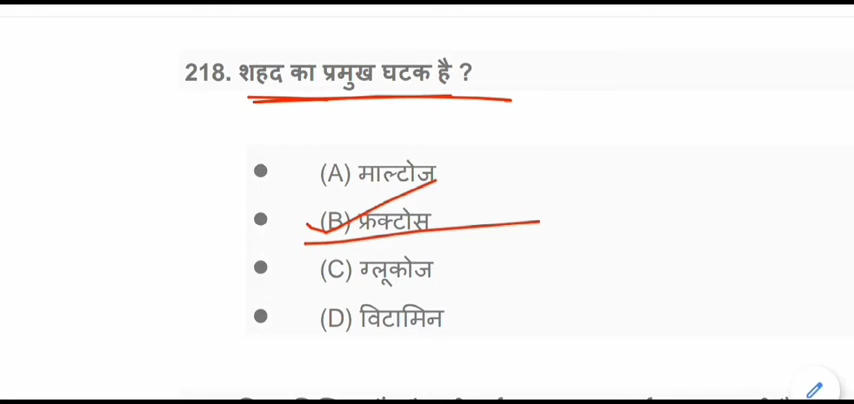 218. शहद का प्रमुख घटक है ?
(A) माल्टोज
(B) फ्रक्टोस
(C) ग्लूकोज
(D) विटामिन